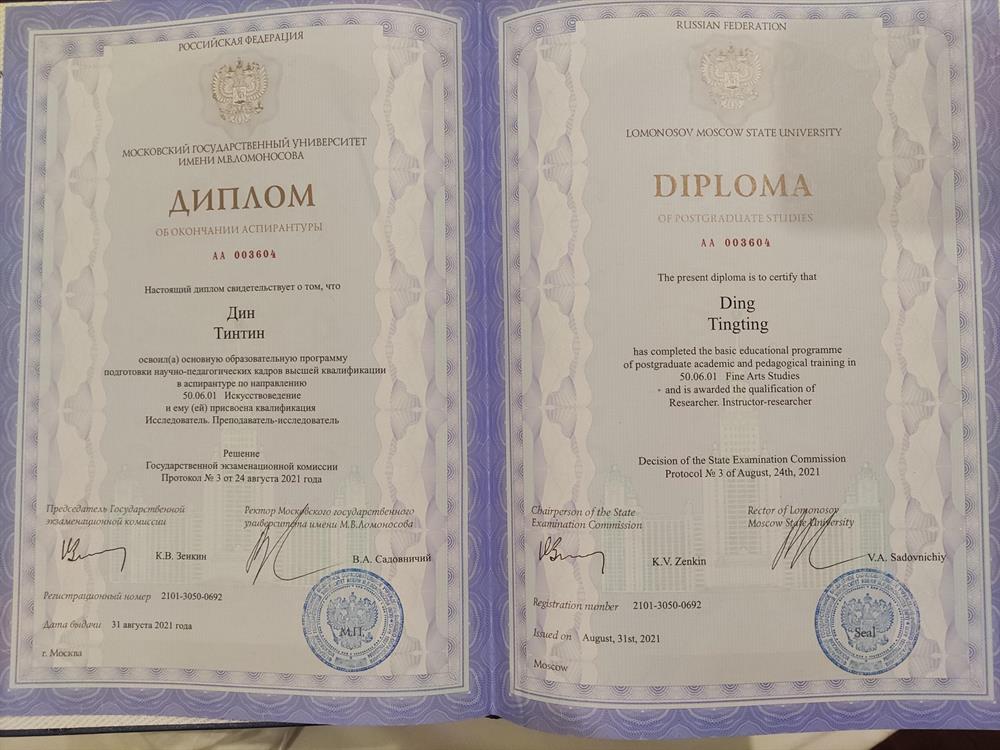 РОССИЙСКАЯ ФЕДЕРАЦИЯ
МОСКОВСКИЙ ГОСУДАРСТВЕННЫЙ УНИВЕРСИТЕТ
ИМЕНИ М.В.ЛОМОНОСОВА
ДИПЛОМ
ОБ ОКОНЧАНИИ АСПИРАНТУРЫ
АА 003604
Настоящий диплом свидетельствует о том, что
Дин
Тинтин
освоил(а) основную образовательную программу
подготовки научно-педагогических кадров высшей квалификации
в аспирантуре по направлению
50.06.01 Искусствоведение
и ему (ей) присвоена квалификация
Исследователь. Преподаватель-исследователь
Решение
Государственной экзаменационной комиссии
Протокол № 3 от 24 августа 2021 года
Председатель Государственной
экзаменационной комиссии
К.В. Зенкин
Ректор Московского государственного
университета имени М.В.Ломоносова
В.А. Садовничий
Регистрационный номер 2101-3050-0692
Дата выдачи 31 августа 2021 года
М.П.
г. Москва
RUSSIAN FEDERATION
LOMONOSOV MOSCOW STATE UNIVERSITY
DIPLOMA
OF POSTGRADUATE STUDIES
АА 003604
The present diploma is to certify that
Ding
Tingting
has completed the basic educational programme
of postgraduate academic and pedagogical training in
50.06.01 Fine Arts Studies
and is awarded the qualification of
Researcher. Instructor-researcher
Decision of the State Examination Commission
Protocol № 3 of August, 24th, 2021
Chairperson of the State
Examination Commission
K.V. Zenkin
Rector of Lomonosov
Moscow State University
V.A. Sadovnichiy
Registration number 2101-3050-0692
Issued on August, 31st, 2021
Seal
Moscow